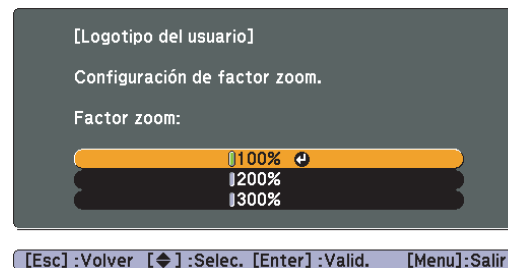 [Logotipo del usuario]
Configuración de factor zoom.
Factor zoom:
100%
200%
300%
[Esc] :Volver [◆] :Selec. [Enter] :Valid. [Menu]:Salir